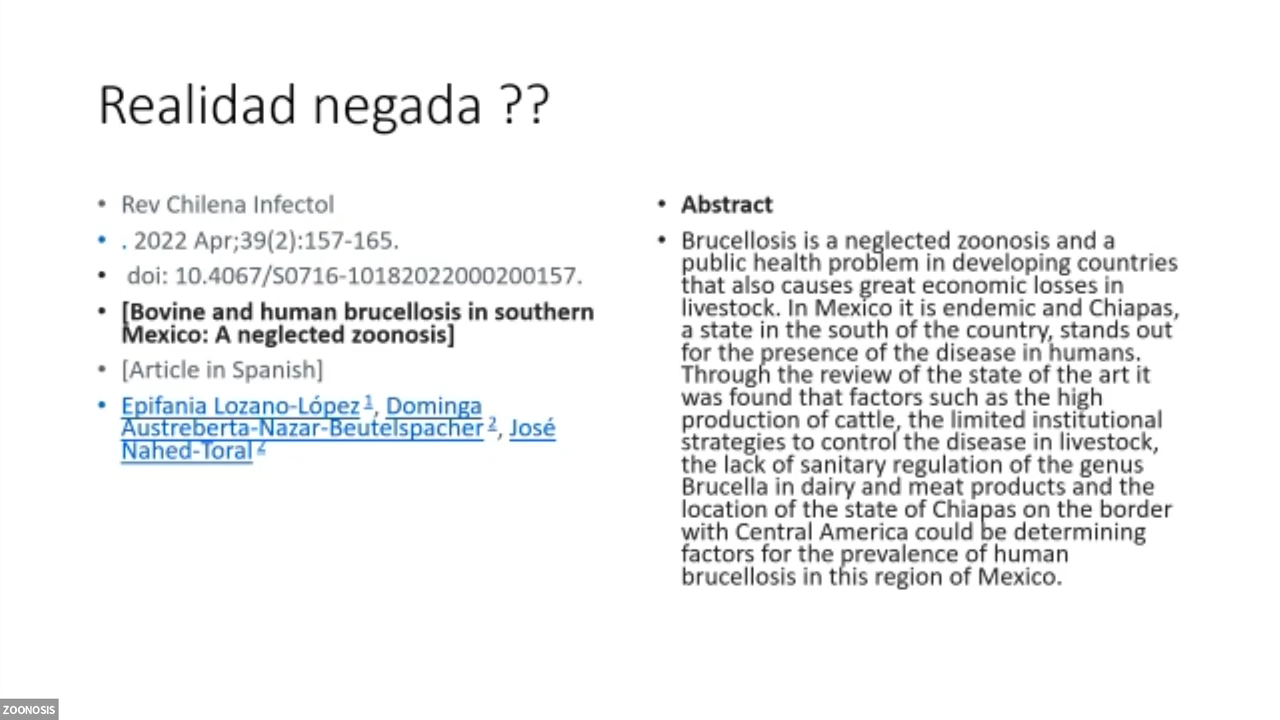 Realidad negada ??
• Rev Chilena Infectol
• . 2022 Apr;39(2):157-165.
• doi: 10.4067/S0716-10182022000200157.
• [Bovine and human brucellosis in southern
Mexico: A neglected zoonosis]
• [Article in Spanish]
• Epifania Lozano-López 1, Dominga
Austreberta-Nazar-Beutelspacher 2, José
Nahed-Toral 2
• Abstract
• Brucellosis is a neglected zoonosis and a
public health problem in developing countries
that also causes great economic losses in
livestock. In Mexico it is endemic and Chiapas,
a state in the south of the country, stands out
for the presence of the disease in humans.
Through the review of the state of the art it
was found that factors such as the high
production of cattle, the limited institutional
strategies to control the disease in livestock,
the lack of sanitary regulation of the genus
Brucella in dairy and meat products and the
location of the state of Chiapas on the border
with Central America could be determining
factors for the prevalence of human
brucellosis in this region of Mexico.
ZOONOSIS